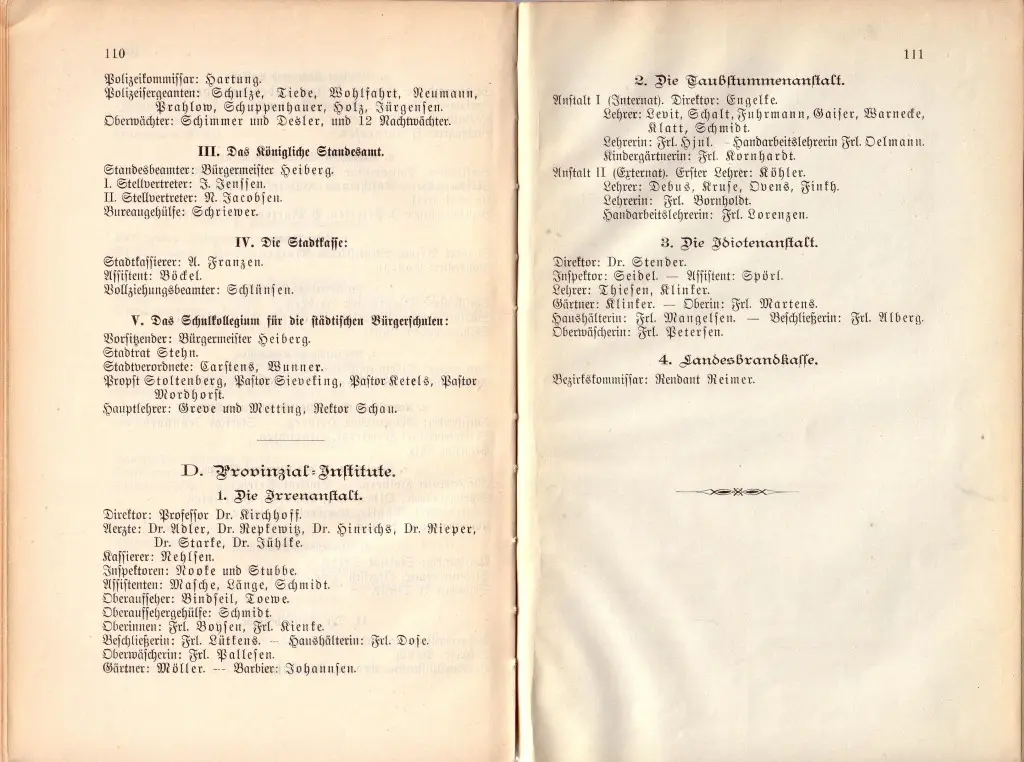 110
Polizeikommissar: Hartung.
Polizeisergeanten: Schulze, Tiede, Wohlfahrt, Neumann,
Prahlow, Schuppenhauer, Holz, Jürgensen.
Oberwächter: Schimmer und Desler, und 12 Nachtwächter.
III. Das Königliche Standesamt.
Standesbeamter: Bürgermeister Heiberg.
I. Stellvertreter: J. Jenssen.
II. Stellvertreter: N. Jacobsen.
Bureaugehülfe: Schriewer.
IV. Die Stadtkasse:
Stadtkassierer: A. Franzen.
Assistent: Böckel.
Vollziehungsbeamter: Schlünsen.
V. Das Schulkollegium für die städtischen Bürgerschulen:
Vorsitzender: Bürgermeister Heiberg.
Stadtrat Stehn.
Stadtverordnete: Carstens, Wunner.
Propst Stoltenberg, Pastor Sieveking, Pastor Ketels, Pastor
Mordhorst.
Hauptlehrer: Greve und Metting, Rektor Schau.
D. Provinzial-Institute.
1. Die Irrenanstalt.
Direktor: Professor Dr. Kirchhoff.
Aerzte: Dr. Adler, Dr. Repkewitz, Dr. Hinrichs, Dr. Rieper,
Dr. Starke, Dr. Jühlke.
Kassierer: Nehlsen.
Inspektoren: Nooke und Stubbe.
Assistenten: Masche, Länge, Schmidt.
Oberaufseher: Bindseil, Toewe.
Oberaufsehergehülfe: Schmidt.
Oberinnen: Frl. Boysen, Frl. Kienke.
Beschließerin: Frl. Lütkens. — Haushälterin: Frl. Dose.
Oberwäscherin: Frl. Pallesen.
Gärtner: Möller. — Barbier: Johannsen.
111
2. Die Taubstummenanstalt.
Anstalt I (Internat). Direktor: Engelke.
Lehrer: Levit, Schalt, Fuhrmann, Gaiser, Warnecke,
Klatt, Schmidt.
Lehrerin: Frl. Hjul. — Handarbeitslehrerin Frl. Oelmann.
Kindergärtnerin: Frl. Kornhardt.
Anstalt II (Externat). Erster Lehrer: Köhler.
Lehrer: Debus, Kruse, Ovens, Finkh.
Lehrerin: Frl. Bornholdt.
Handarbeitslehrerin: Frl. Lorenzen.
3. Die Idiotenanstalt.
Direktor: Dr. Stender.
Inspektor: Seidel. — Assistent: Spörl.
Lehrer: Thiesen, Klinker.
Gärtner: Klinker. — Oberin: Frl. Martens.
Haushälterin: Frl. Mangelsen. — Beschließerin: Frl. Alberg.
Oberwäscherin: Frl. Petersen.
4. Landesbrandkasse.
Bezirkskommissar: Rendant Reimer.